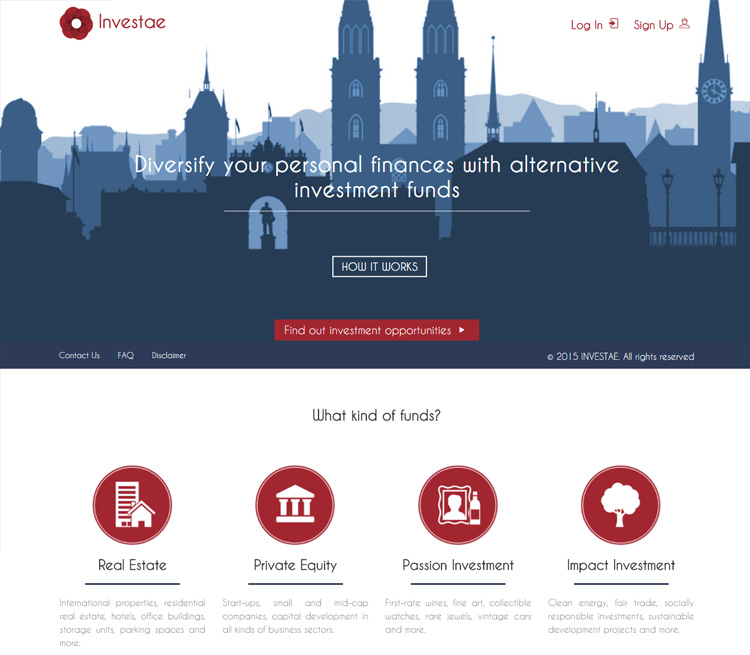 Investae
Log In
Sign Up
Diversify your personal finances with alternative
investment funds
HOW IT WORKS
Find out investment opportunities
Contact Us FAQ Disclaimer
© 2015 INVESTAE. All rights reserved
What kind of funds?
Real Estate
International properties, residential
real estate, hotels, office buildings,
storage units, parking spaces and
more.
Private Equity
Start-ups, small and mid-cap
companies, capital development in
all kinds of business sectors.
Passion Investment
First-rate wines, fine art, collectible
watches, rare jewels, vintage cars
and more.
Impact Investment
Clean energy, fair trade, socially
responsible investments, sustainable
development projects and more.